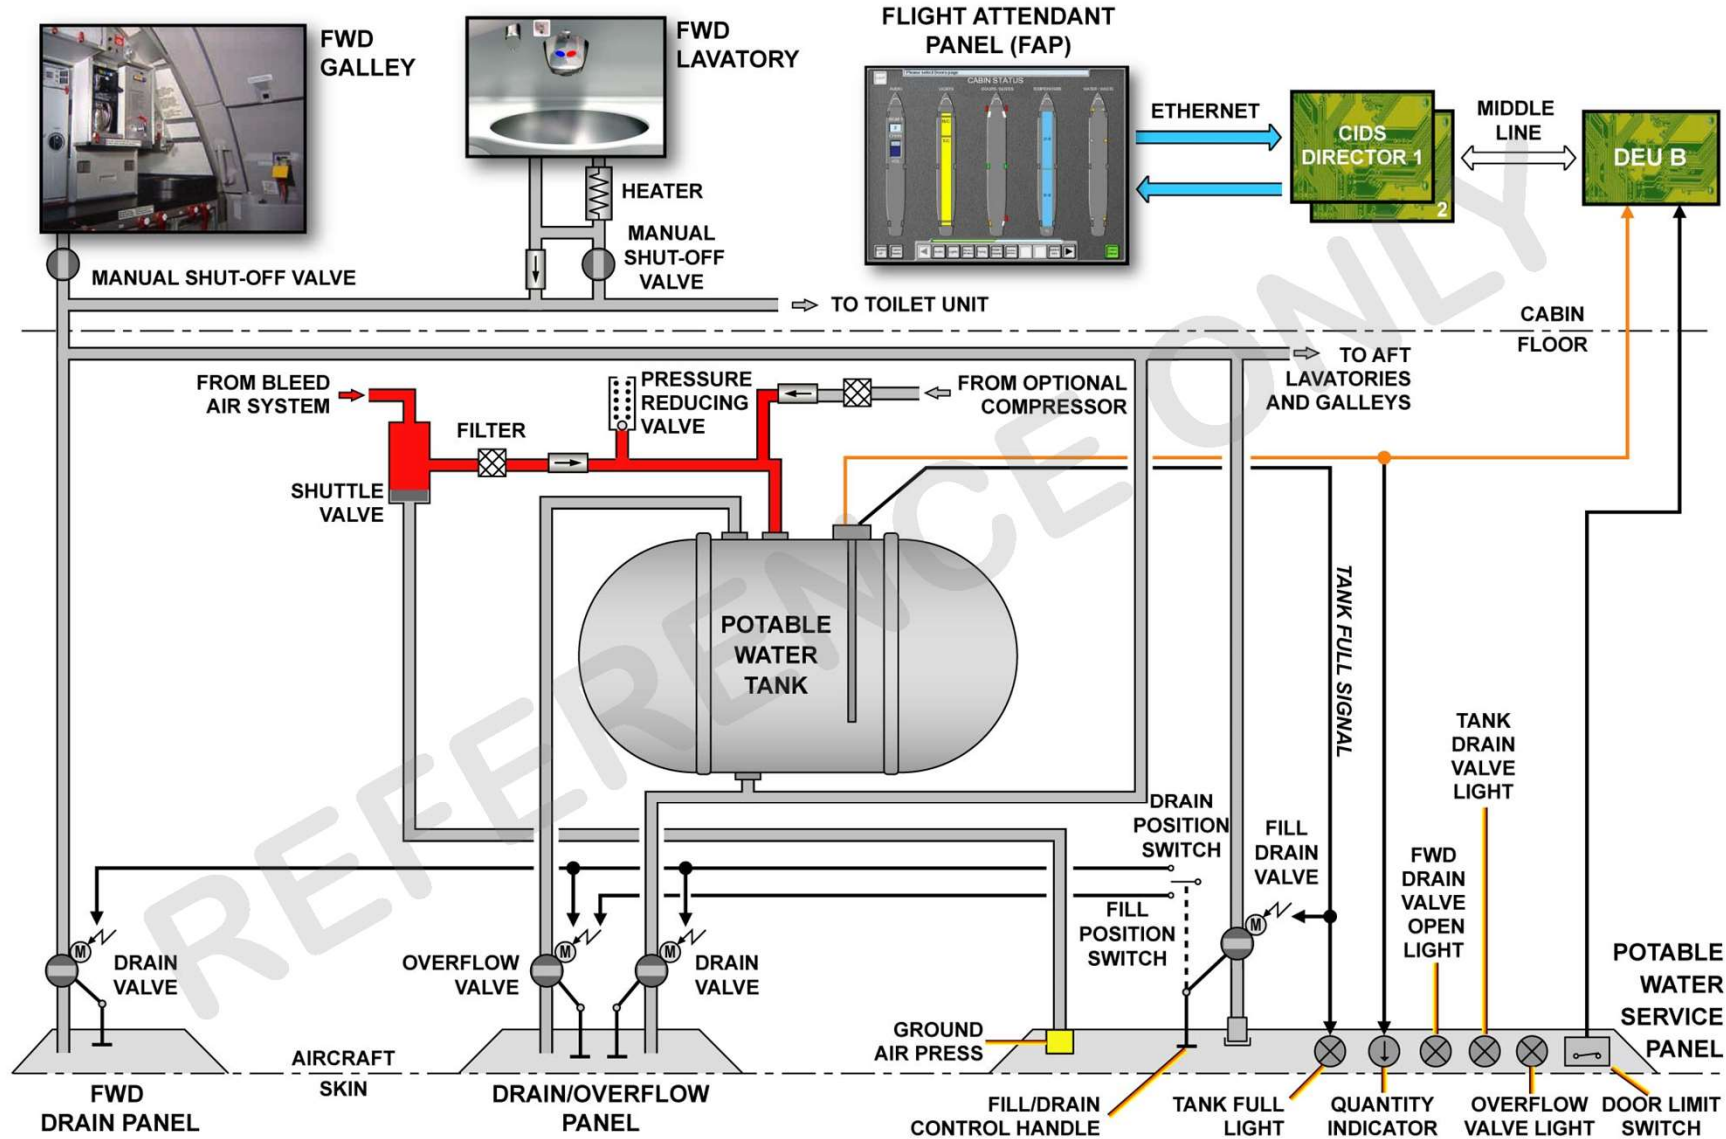 FWD
GALLEY
FWD
LAVATORY
FLIGHT ATTENDANT
PANEL (FAP)
CABIN STATUS
ETHERNET
CIDS
DIRECTOR 1
2
MIDDLE
LINE
DEU B
HEATER
MANUAL
SHUT-OFF
VALVE
MANUAL SHUT-OFF VALVE
TO TOILET UNIT
CABIN
FLOOR
FROM BLEED
AIR SYSTEM
PRESSURE
REDUCING
VALVE
FROM OPTIONAL
COMPRESSOR
TO AFT
LAVATORIES
AND GALLEYS
FILTER
SHUTTLE
VALVE
POTABLE
WATER
TANK
TANK FULL SIGNAL
TANK
DRAIN
VALVE
LIGHT
DRAIN
POSITION
SWITCH
FILL
DRAIN
VALVE
FWD
DRAIN
VALVE
OPEN
LIGHT
FILL
POSITION
SWITCH
M
DRAIN
VALVE
OVERFLOW
VALVE
M
M
DRAIN
VALVE
M
POTABLE
WATER
SERVICE
PANEL
GROUND
AIR PRESS
AIRCRAFT
SKIN
FWD
DRAIN PANEL
DRAIN/OVERFLOW
PANEL
FILL/DRAIN
CONTROL HANDLE
TANK FULL
LIGHT
QUANTITY
INDICATOR
OVERFLOW
VALVE LIGHT
DOOR LIMIT
SWITCH
REFERENCE ONLY